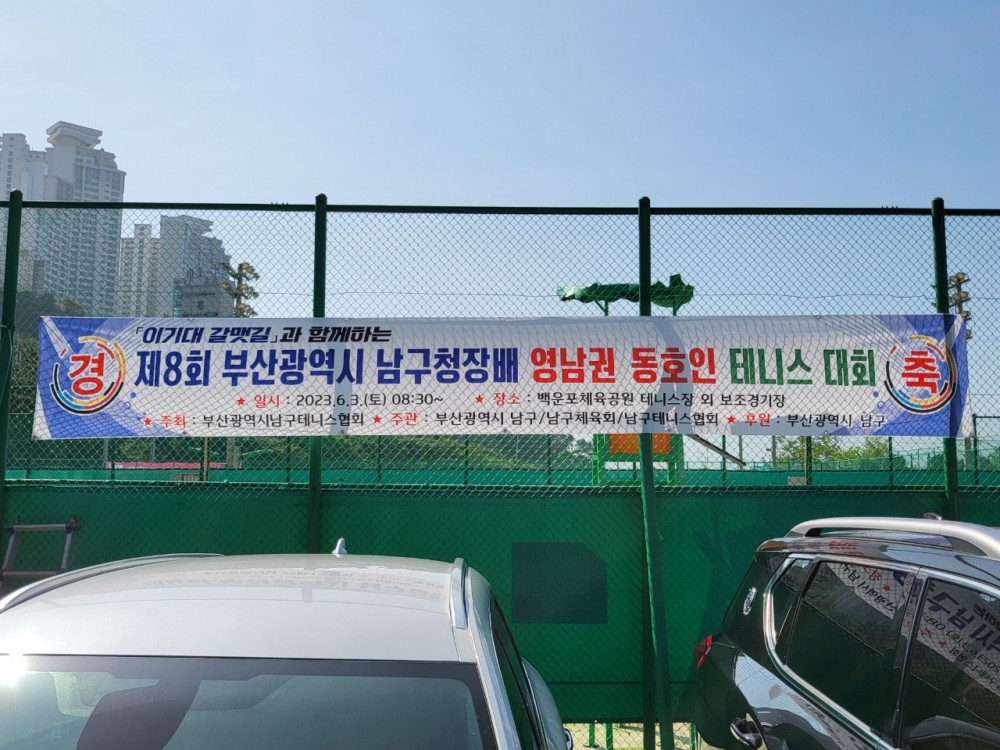 「이기대 갈맷길」과 함께하는
경 제8회 부산광역시 남구청장배 영남권 동호인 테니스 대회 축
★ 일시 : 2023.6.3.(토) 08:30~ ★ 장소 : 백운포체육공원 테니스장 외 보조경기장
★ 주최 : 부산광역시남구테니스협회 ★ 주관 : 부산광역시 남구/남구체육회/남구테니스협회 ★ 후원 : 부산광역시 남구